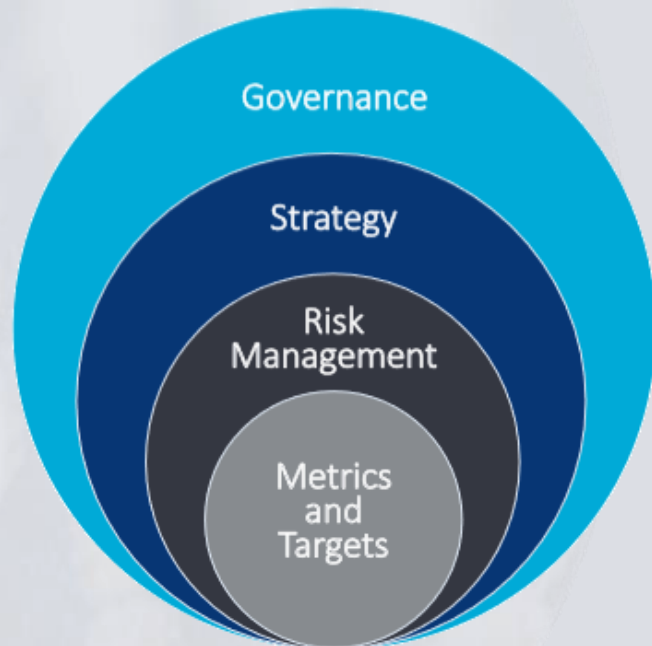 Governance
Strategy
Risk
Management
Metrics
and
Targets